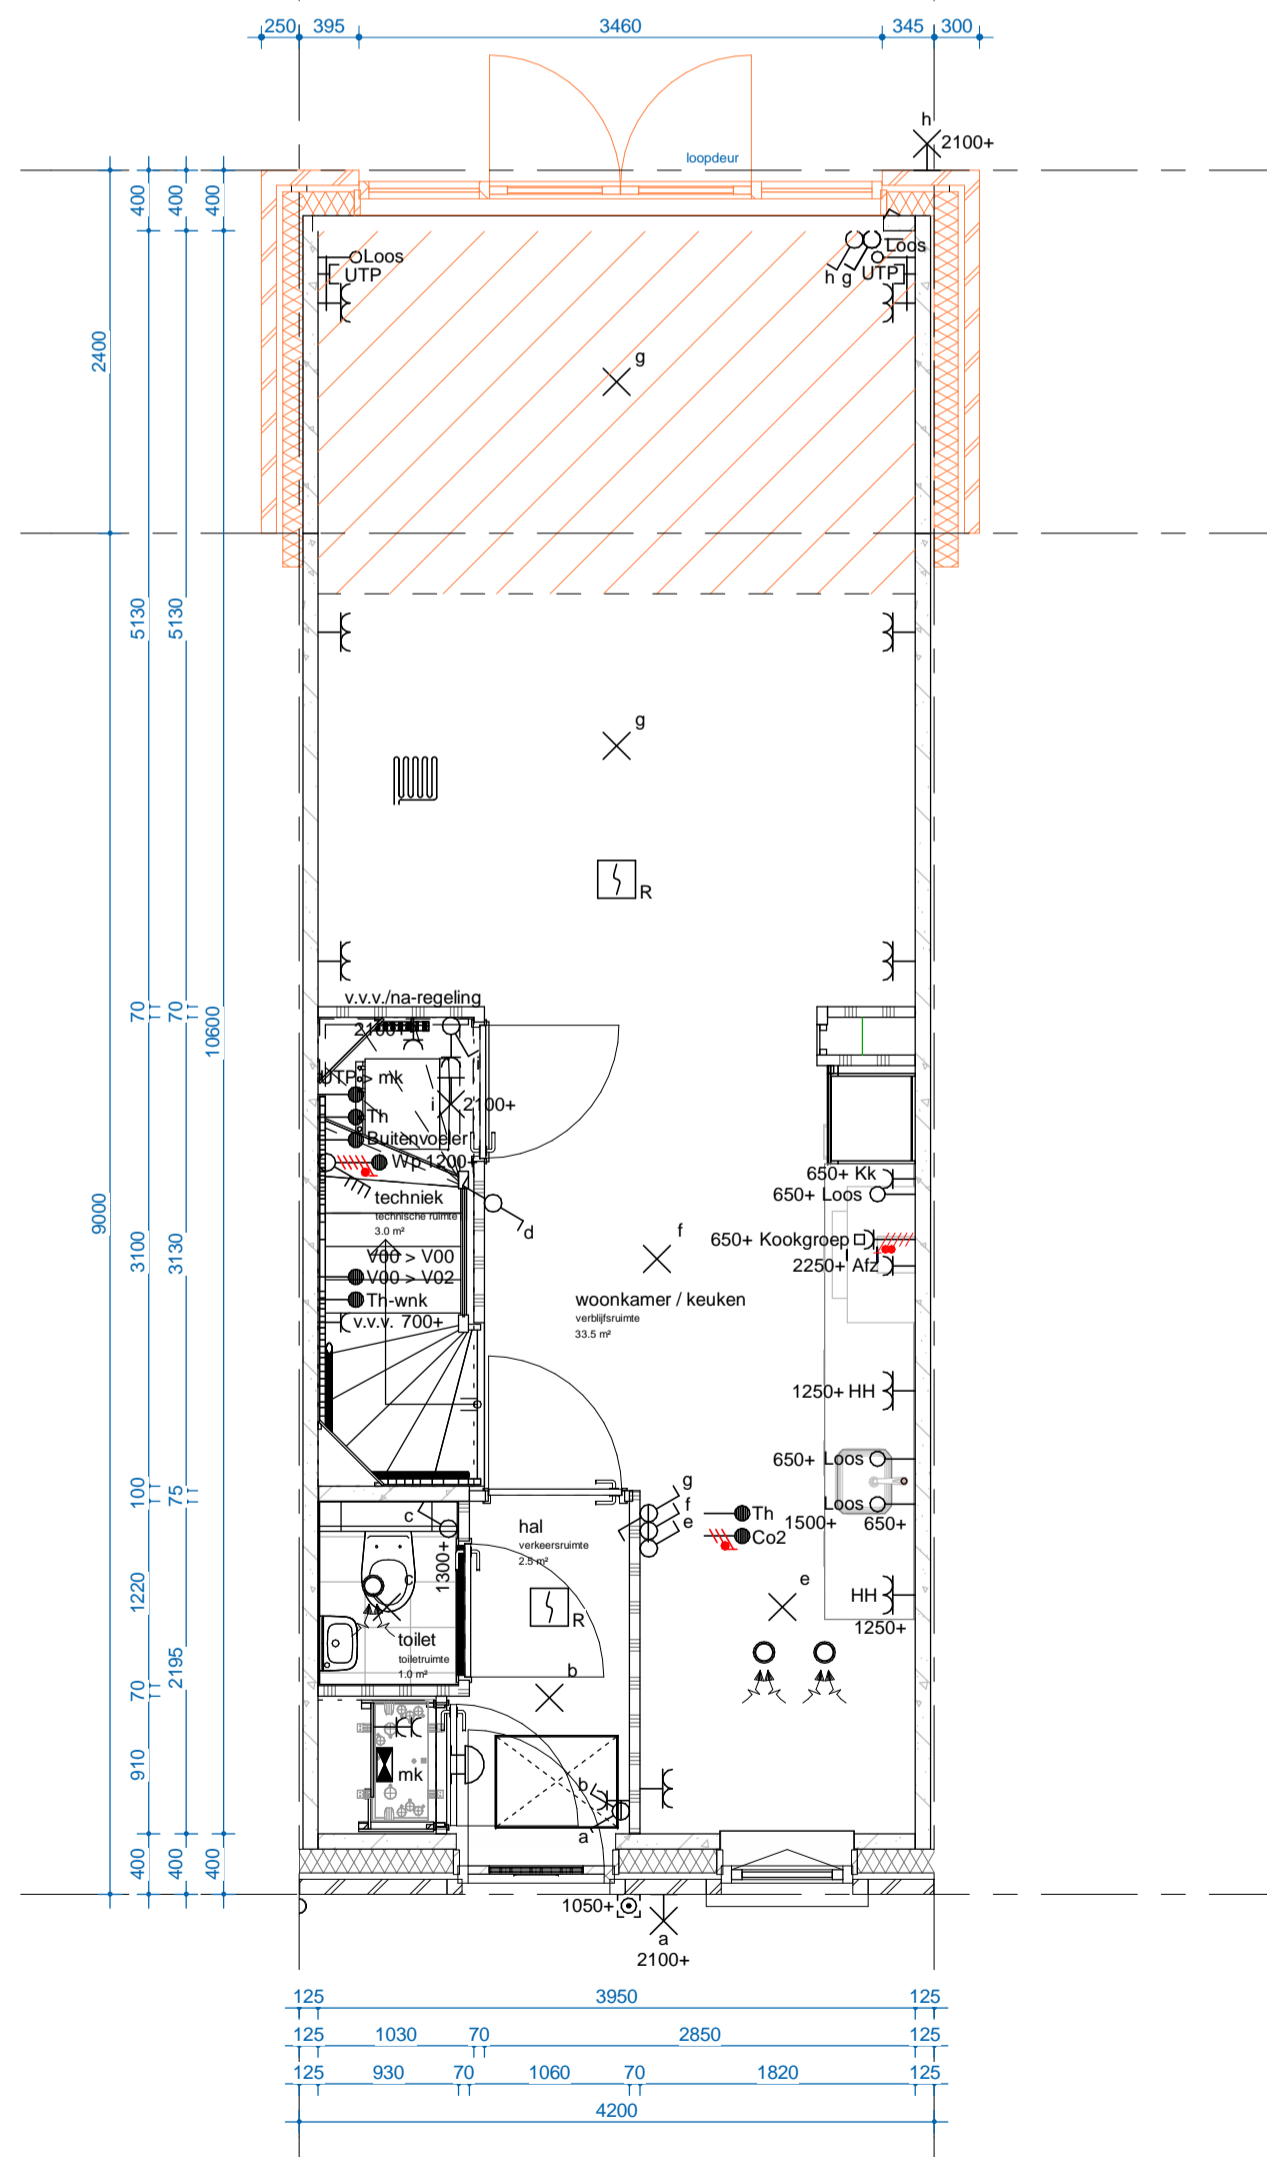 250 395 3460 345 300
h
2100+
loopdeur
400 400 400
Loos
UTP
Loos
h g UTP
g
2400
5130 5130
g
R
v.v.v./na-regeling
70 70
10600
UTP > mk
i 2100+
Th
Buitenvoeler
Wp 1200+
techniek
technische ruimte
3.0 m²
d
650+ Kk
650+ Loos
650+ Kookgroep
2250+ Afz
f
9000
3100 3130
V00 > V00
V00 > V02
Th-wnk
v.v.v. 700+
woonkamer / keuken
verblijfsruimte
33.5 m²
1250+ HH
650+ Loos
Loos
1500+ 650+
100 75
g
f
e
Th
Co2
c
1300+
hal
verkeersruimte
2.5 m²
c
e
HH
1250+
1220
R
toilet
toiletruimte
1.0 m²
b
2195
70
910
mk
b
a
400 400 400
1050+
a
2100+
125 3950 125
125 1030 70 2850 125
125 930 70 1060 70 1820 125
4200